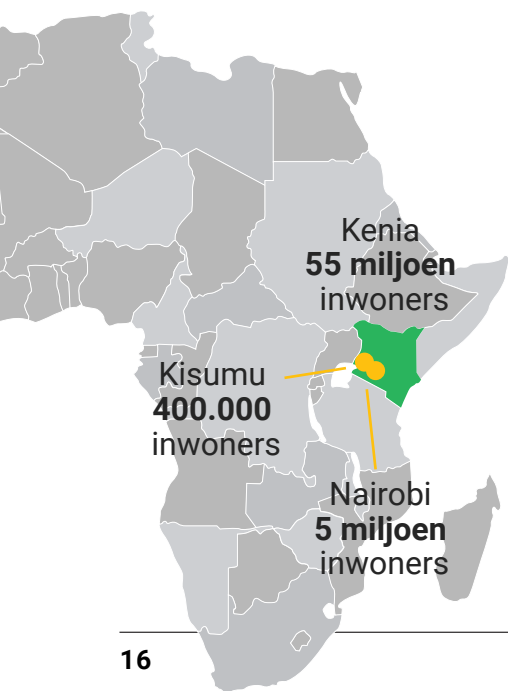 Kenia
55 miljoen
inwoners
Kisumu
400.000
inwoners
Nairobi
5 miljoen
inwoners
16